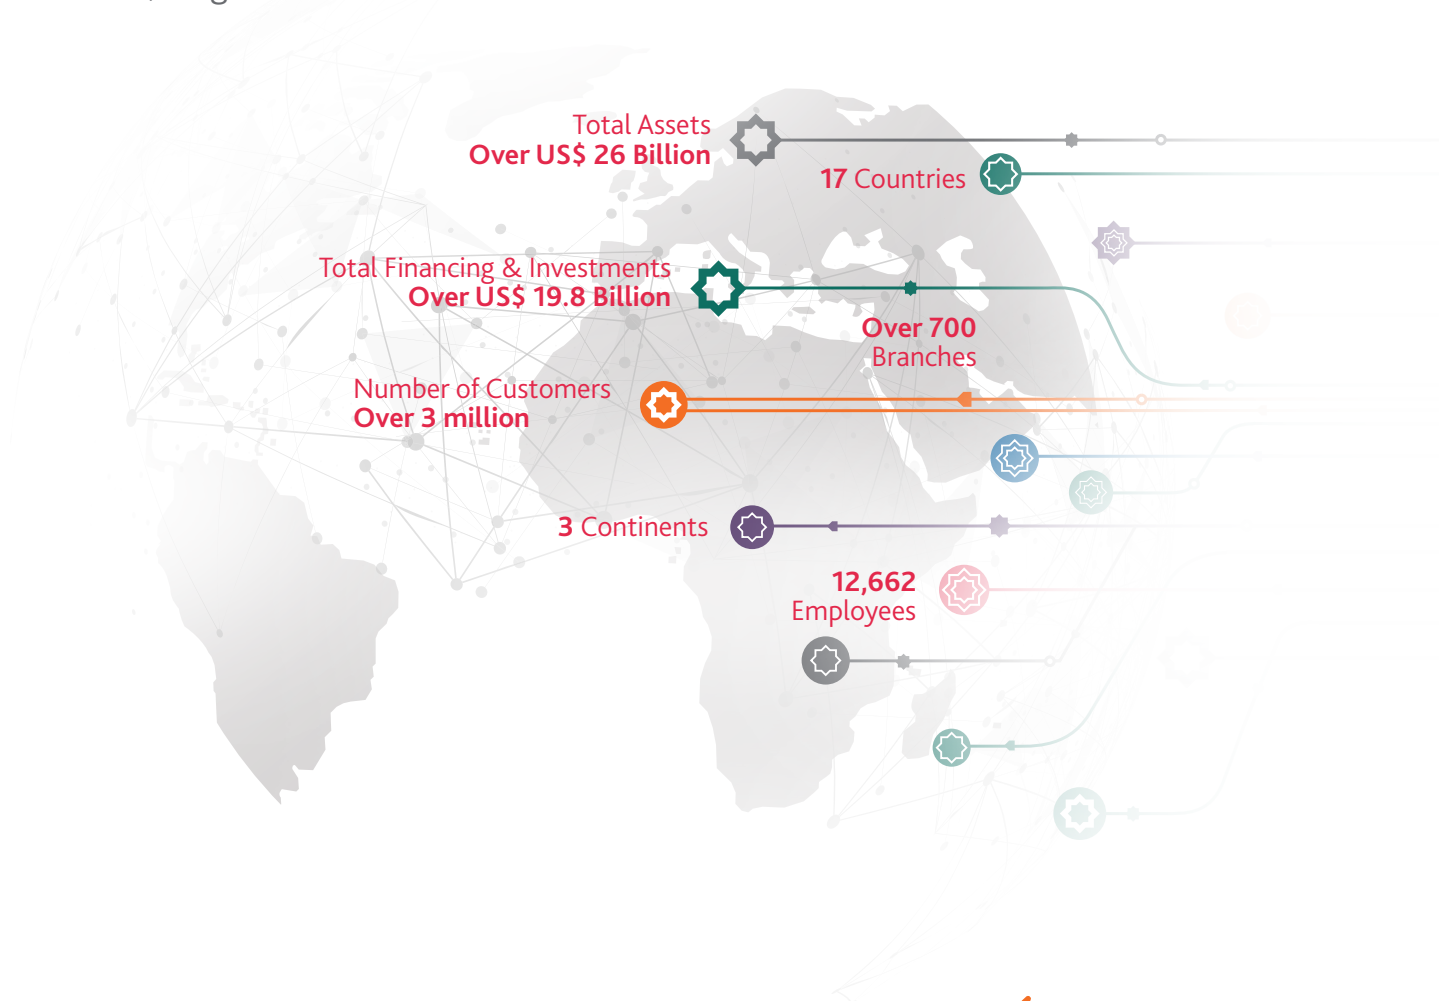 Total Assets
Over US$ 26 Billion
17 Countries
Total Financing & Investments
Over US$ 19.8 Billion
Over 700
Branches
Number of Customers
Over 3 million
3 Continents
12,662
Employees